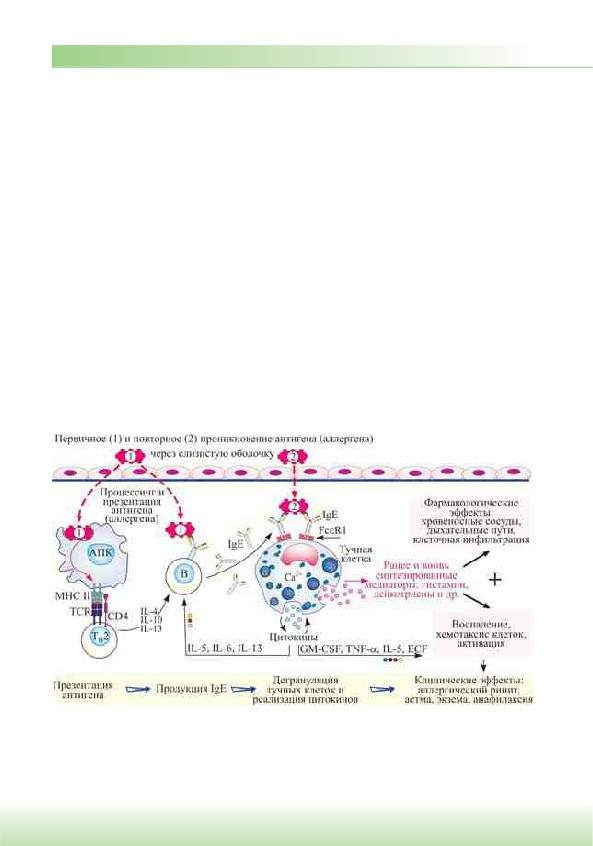 Первичное (1) и повторное (2) проникновение антигена (аллергена)
1
через слизистую оболочку
2
Процессинг и
презентация
антигена
(аллергена)
1
АПК
MHC II
TCR
CD4
TH2
IL-4
IL-10
IL-13
1
B
IgE
2
IgE
FcεR1
Тучная
клетка
Ca2+
Цитокины
IL-5, IL-6, IL-13
GM-CSF, TNF-α, IL-5, ECF
Ранее и вновь
синтезированные
медиаторы: гистамин,
лейкотриены и др.
Фармакологические
эффекты
кровеносные сосуды,
дыхательные пути,
клеточная инфильтрация
+
Воспаление,
хемотаксис клеток,
активация
Презентация
антигена
Продукция IgE
Дегрануляция
тучных клеток и
реализация цитокинов
Клинические эффекты:
аллергический ринит,
астма, экзема, анафилаксия